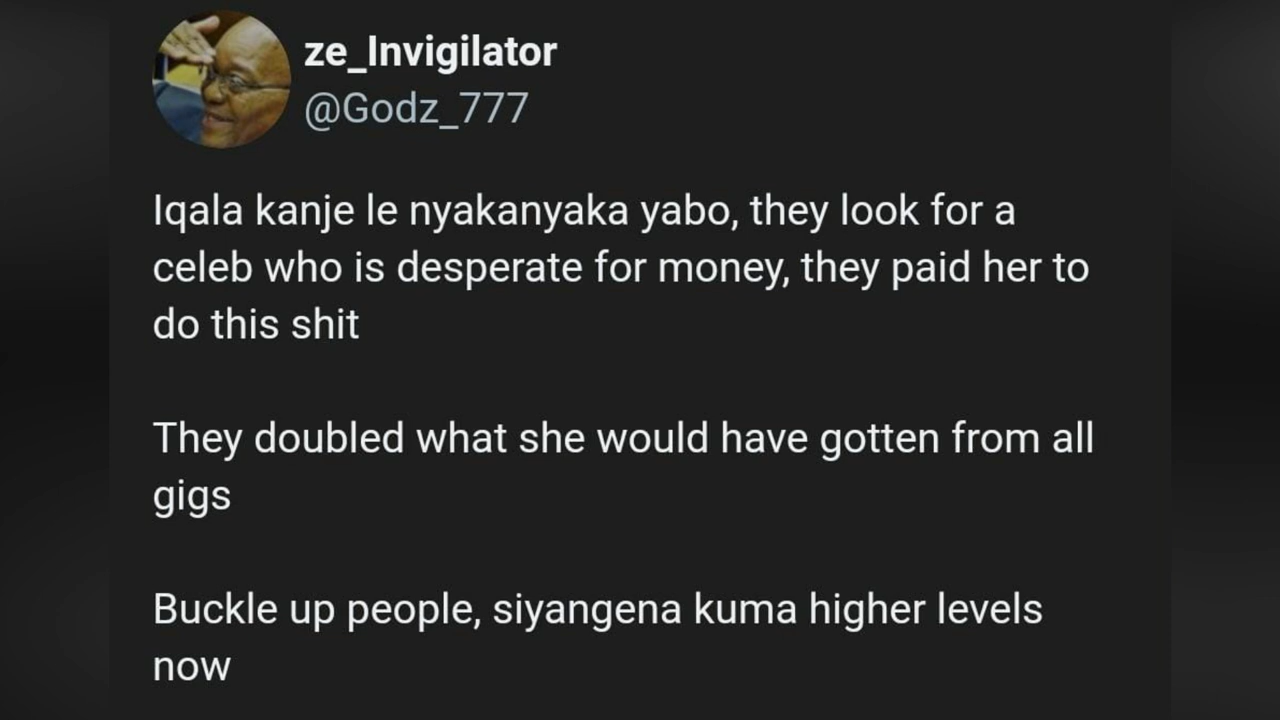 ze_Invigilator
@Godz_777
Iqala kanje le nyakanyaka yabo, they look for a
celeb who is desperate for money, they paid her to
do this shit
They doubled what she would have gotten from all
gigs
Buckle up people, siyangena kuma higher levels
now